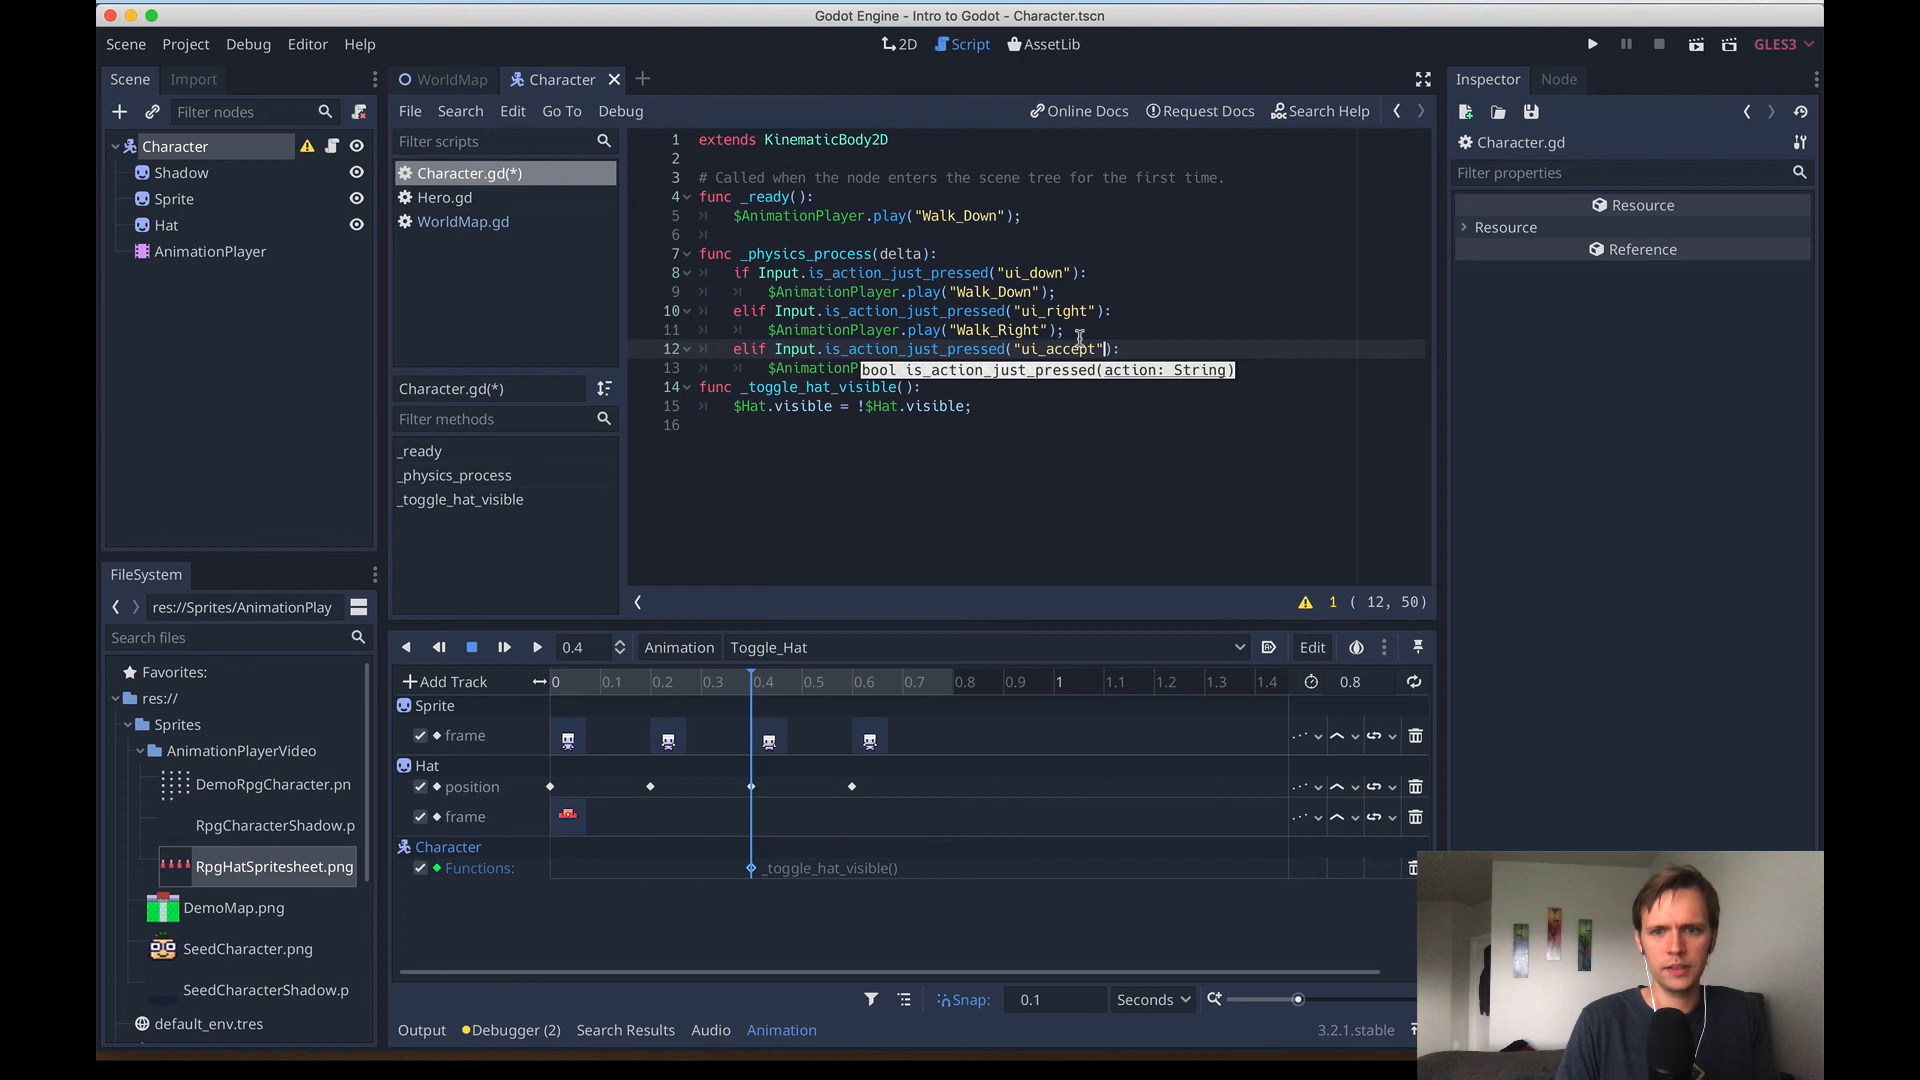 Godot Engine - Intro to Godot - Character.tscn
Scene Project Debug Editor Help
2D Script AssetLib
GLES3
Scene Import
WorldMap Character
Inspector Node
Filter nodes
File Search Edit Go To Debug
Online Docs Request Docs Search Help
Character
Shadow
Sprite
Hat
AnimationPlayer
Filter scripts
Character.gd(*)
Hero.gd
WorldMap.gd
Character.gd(*)
Filter methods
_ready
_physics_process
_toggle_hat_visible
1 extends KinematicBody2D
2
3 # Called when the node enters the scene tree for the first time.
4 func _ready():
5 $AnimationPlayer.play("Walk_Down");
6
7 func _physics_process(delta):
8 if Input.is_action_just_pressed("ui_down"):
9 $AnimationPlayer.play("Walk_Down");
10 elif Input.is_action_just_pressed("ui_right"):
11 $AnimationPlayer.play("Walk_Right");
12 elif Input.is_action_just_pressed("ui_accept"):
13 $AnimationP
bool is_action_just_pressed(action: String)
14 func _toggle_hat_visible():
15 $Hat.visible = !$Hat.visible;
16
1 ( 12, 50)
Character.gd
Filter properties
Resource
Resource
Reference
FileSystem
res://Sprites/AnimationPlay
Search files
Favorites:
res://
Sprites
AnimationPlayerVideo
DemoRpgCharacter.pn
RpgCharacterShadow.p
RpgHatSpritesheet.png
DemoMap.png
SeedCharacter.png
SeedCharacterShadow.p
default_env.tres
0.4 Animation Toggle_Hat Edit
Add Track 0 0.1 0.2 0.3 0.4 0.5 0.6 0.7 0.8 0.9 1 1.1 1.2 1.3 1.4 0.8
Sprite
frame
Hat
position
frame
Character
Functions: _toggle_hat_visible()
Snap: 0.1 Seconds
Output Debugger (2) Search Results Audio Animation 3.2.1.stable